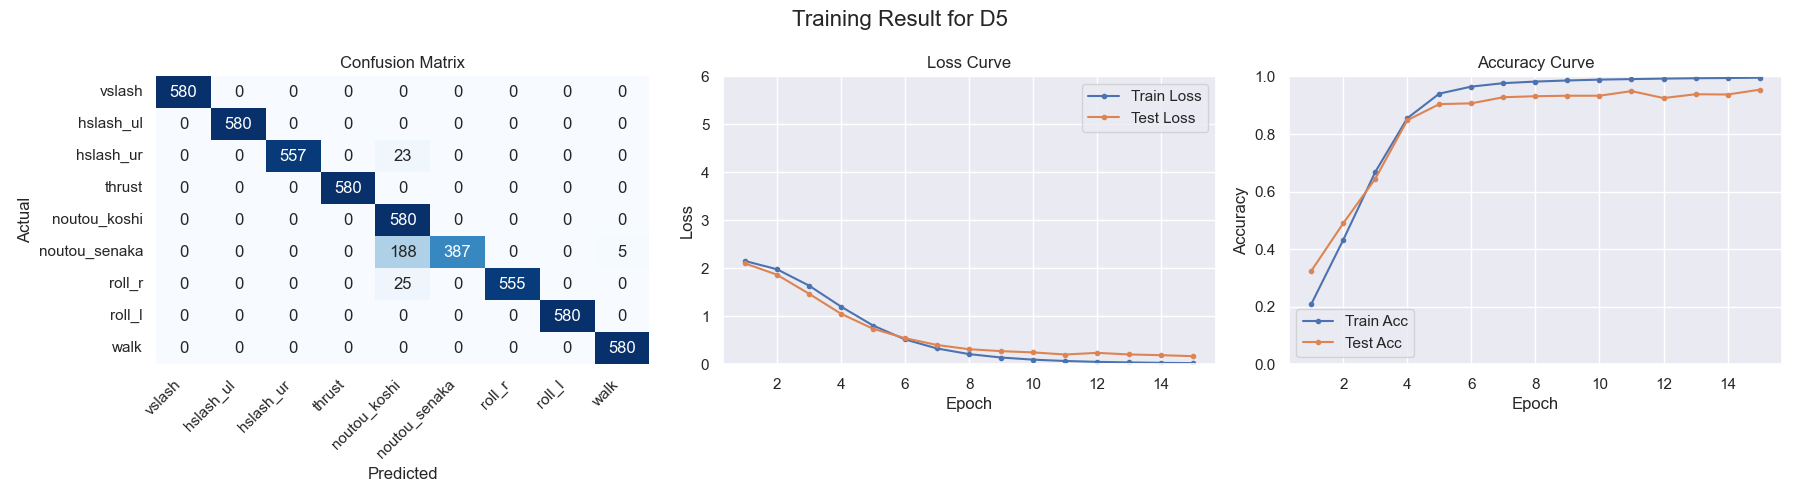 Training Result for D5
Confusion Matrix
Actual
vslash 580 0 0 0 0 0 0 0 0
hslash_ul 0 580 0 0 0 0 0 0 0
hslash_ur 0 0 557 0 23 0 0 0 0
thrust 0 0 0 580 0 0 0 0 0
noutou_koshi 0 0 0 0 580 0 0 0 0
noutou_senaka 0 0 0 0 188 387 0 0 5
roll_r 0 0 0 0 25 0 555 0 0
roll_l 0 0 0 0 0 0 0 580 0
walk 0 0 0 0 0 0 0 0 580
vslash hslash_ul hslash_ur thrust noutou_koshi noutou_senaka roll_r roll_l walk
Predicted
Loss Curve
Loss
6
5
4
3
2
1
0
Train Loss
Test Loss
2 4 6 8 10 12 14
Epoch
Accuracy Curve
Accuracy
1.0
0.8
0.6
0.4
0.2
0.0
Train Acc
Test Acc
2 4 6 8 10 12 14
Epoch